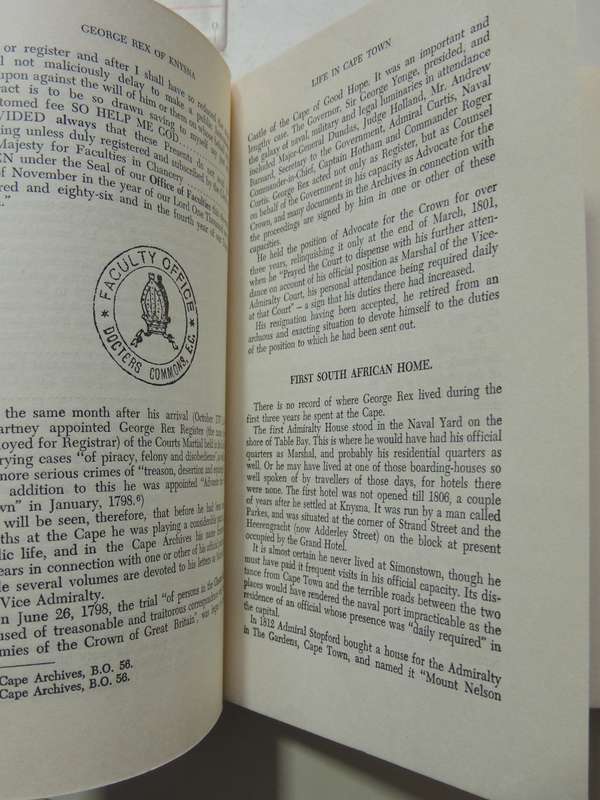 GEORGE REX OF KNYSNA
or register and after I shall have so
ll not maliciously delay to make a public
upon against the will of him or them on whose behalf
ract is to be so drawn saving to myself my
stomed fee SO HELP ME GOD
VIDED always that these Presents do
ing unless duly registered and subscribed by the
Majesty for Faculties in Chancery
EN under the Seal of our Office of Faculties
of November in the year of our Lord One
red and eighty-six and in the fourth year of our
."
FACULTY OFFICE
DOCTERS COMMONS, E.C.
the same month after his arrival (October
artney appointed George Rex Register (the
loyed for Registrar) of the Courts Martial held
rying cases "of piracy, felony and disobedience"
more serious crimes of "treason, desertion and
addition to this he was appointed "Advocate
wn" in January, 1798.⁶)
will be seen, therefore, that before he had
ths at the Cape he was playing a considerable part
lic life, and in the Cape Archives his name
ears in connection with one or other of his official
le several volumes are devoted to his letters
Vice Admiralty.
n June 26, 1798, the trial "of persons in the
used of treasonable and traitorous correspondence
mies of the Crown of Great Britain", was
Cape Archives, B.O. 56.
Cape Archives, B.O. 56.
LIFE IN CAPE TOWN
Castle of the Cape of Good Hope. It was an important and
lengthy case. The Governor, Sir George Yonge, presided, and
the galaxy of naval, military and legal luminaries in attendance
included Major-General Dundas, Judge Holland, Mr. Andrew
Barnard, Secretary to the Government, Admiral Curtis, Naval
Commander-in-Chief, Captain Hotham and Commander Roger
Curtis. George Rex acted not only as Register, but as Counsel
on behalf of the Government in his capacity as Advocate for the
Crown, and many documents in the Archives in connection with
the proceedings are signed by him in one or other of these
capacities.
He held the position of Advocate for the Crown for over
three years, relinquishing it only at the end of March, 1801,
when he "Prayed the Court to dispense with his further atten-
dance on account of his official position as Marshal of the Vice-
Admiralty Court, his personal attendance being required daily
at that Court" – a sign that his duties there had increased.
His resignation having been accepted, he retired from an
arduous and exacting situation to devote himself to the duties
of the position to which he had been sent out.
FIRST SOUTH AFRICAN HOME.
There is no record of where George Rex lived during the
first three years he spent at the Cape.
The first Admiralty House stood in the Naval Yard on the
shore of Table Bay. This is where he would have had his official
quarters as Marshal, and probably his residential quarters as
well. Or he may have lived at one of those boarding-houses so
well spoken of by travellers of those days, for hotels there
were none. The first hotel was not opened till 1806, a couple
of years after he settled at Knysna. It was run by a man called
Parkes, and was situated at the corner of Strand Street and the
Heerengracht (now Adderley Street) on the block at present
occupied by the Grand Hotel.
It is almost certain he never lived at Simonstown, though he
must have paid it frequent visits in his official capacity. Its dis-
tance from Cape Town and the terrible roads between the two
places would have rendered the naval port impracticable as the
residence of an official whose presence was "daily required" in
the capital.
In 1812 Admiral Stopford bought a house for the Admiralty
in The Gardens, Cape Town, and named it "Mount Nelson